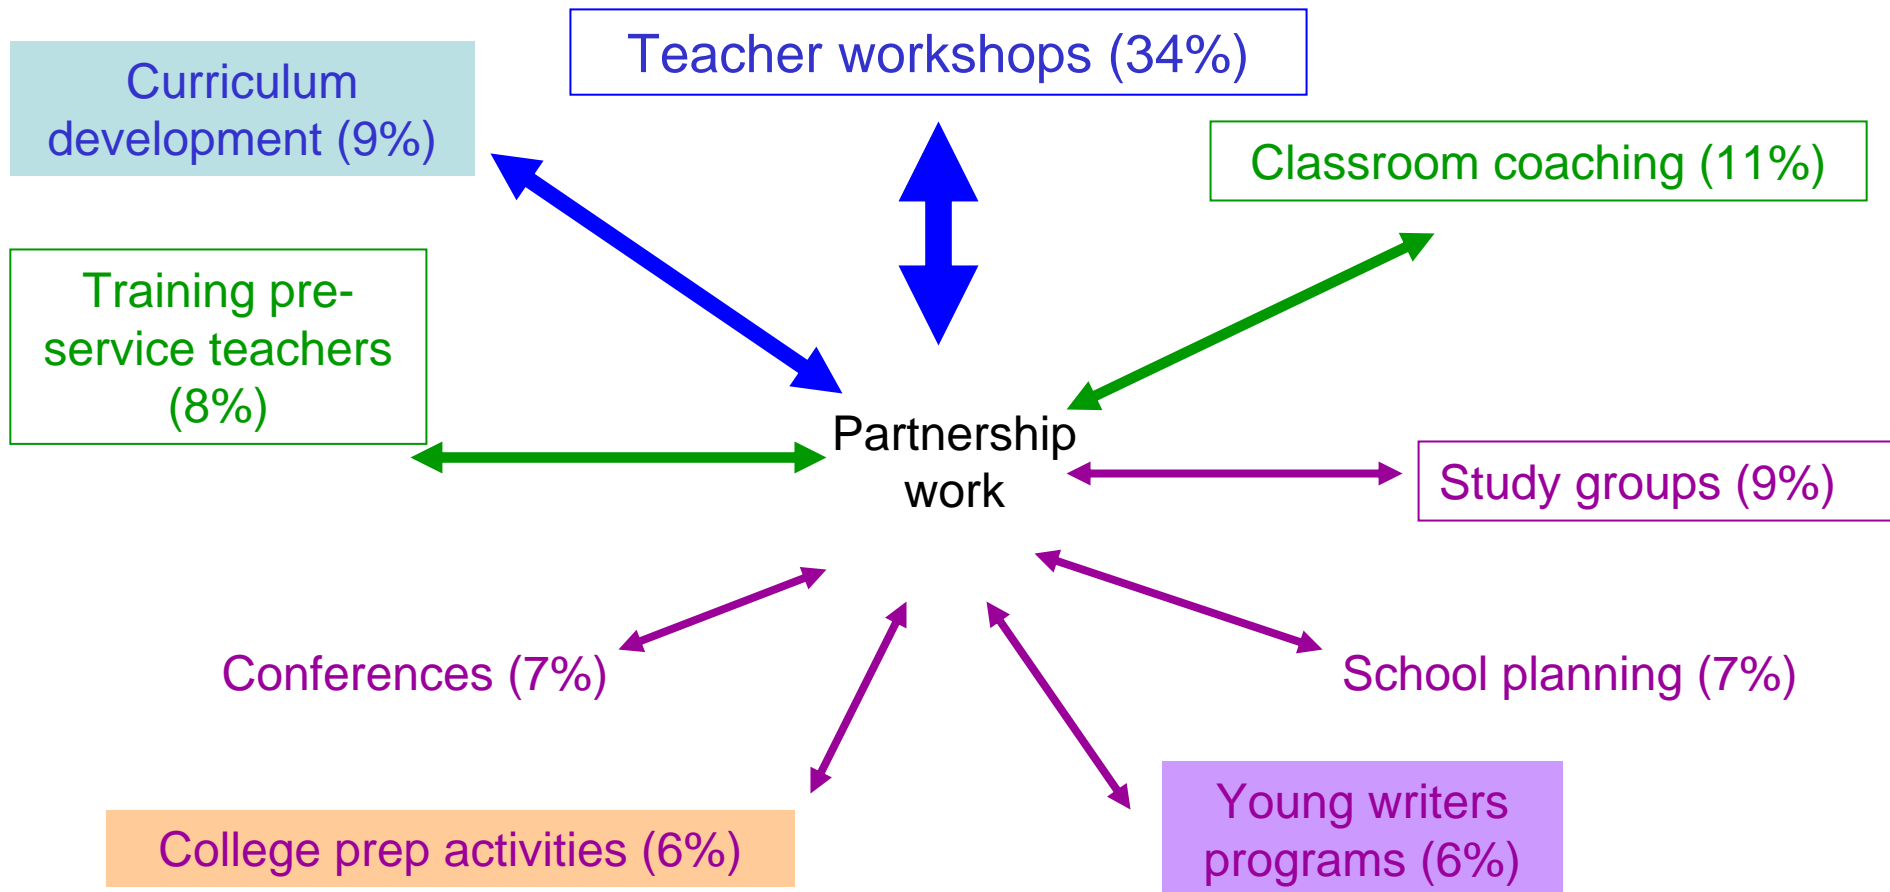 Teacher workshops (34%)
Curriculum
development (9%)
Classroom coaching (11%)
Training pre-
service teachers
(8%)
Partnership
work
Study groups (9%)
Conferences (7%)
School planning (7%)
College prep activities (6%)
Young writers
programs (6%)